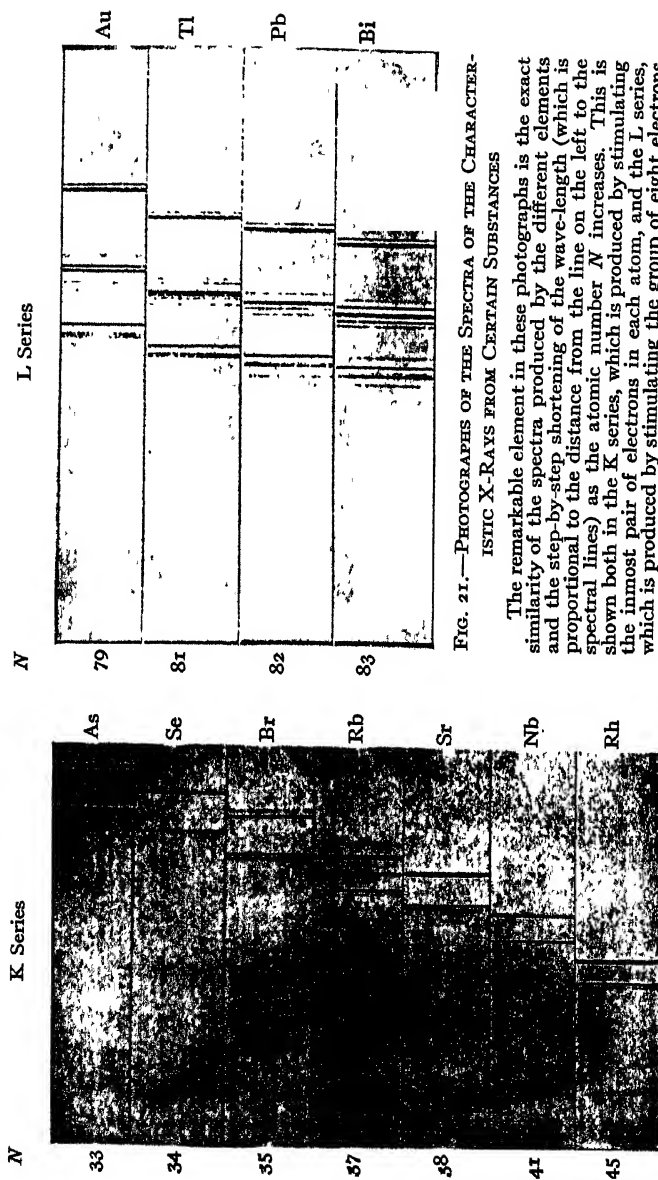 K Series
N
33 As
34 Se
35 Br
37 Rb
38 Sr
41 Nb
45 Rh
L Series
N
79 Au
81 Tl
82 Pb
83 Bi
FIG. 21.—PHOTOGRAPHS OF THE SPECTRA OF THE CHARACTER-
ISTIC X-RAYS FROM CERTAIN SUBSTANCES
The remarkable element in these photographs is the exact
similarity of the spectra produced by the different elements
and the step-by-step shortening of the wave-length (which is
proportional to the distance from the line on the left to the
spectral lines) as the atomic number N increases. This is
shown both in the K series, which is produced by stimulating
the inmost pair of electrons in each atom, and the L series,
which is produced by stimulating the group of eight electrons